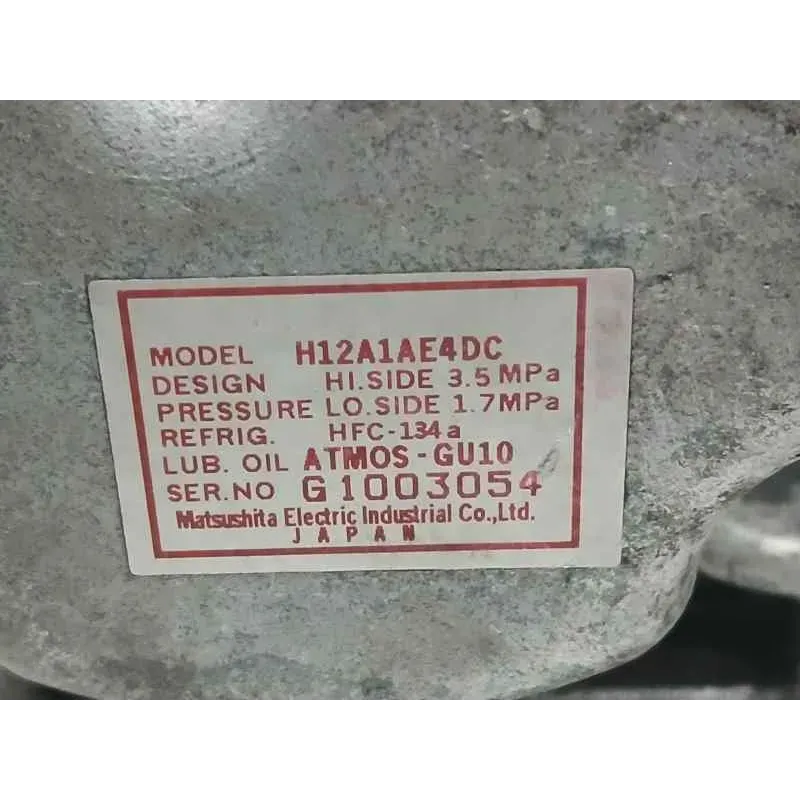 MODEL H12A1AE4DC
DESIGN HI.SIDE 3.5 MPa
PRESSURE LO.SIDE 1.7MPa
REFRIG. HFC-134a
LUB. OIL ATMOS-GU10
SER.NO G1003054
Matsushita Electric Industrial Co.,Ltd.
JAPAN